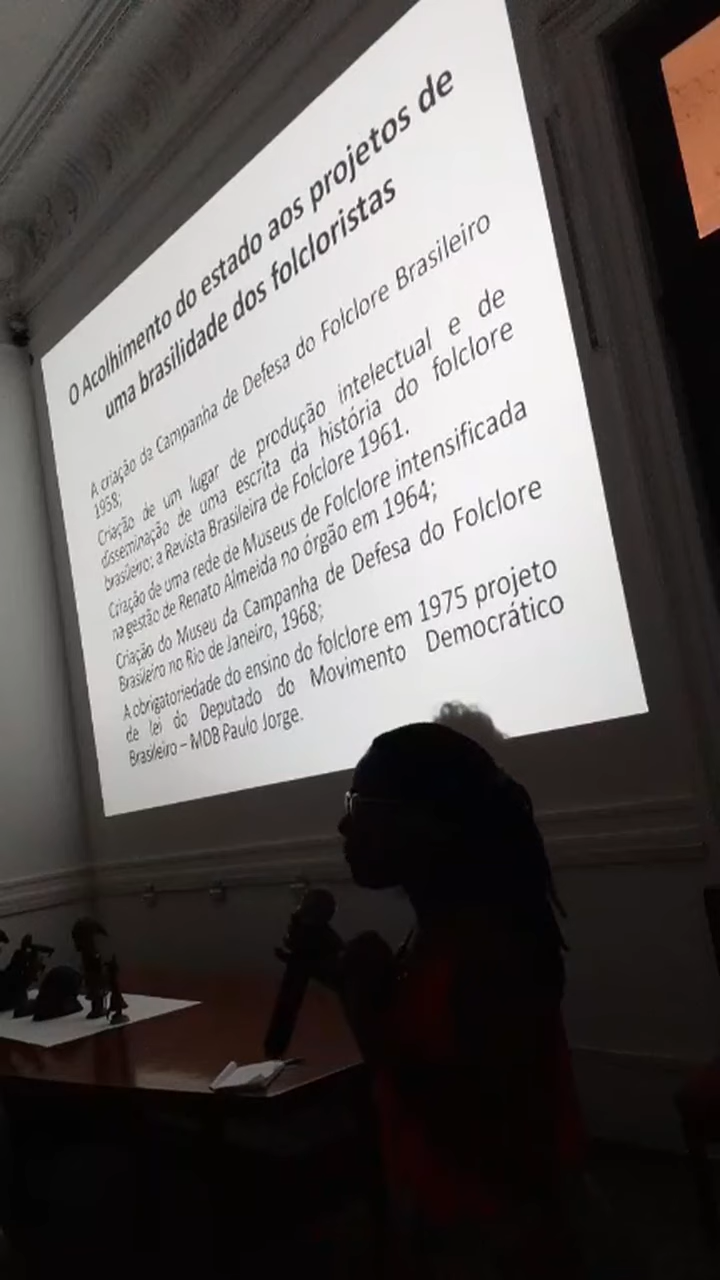 O Acolhimento do estado aos projetos de
uma brasilidade dos folcloristas
A criação da Campanha de Defesa do Folclore Brasileiro
1958;
Criação de um lugar de produção intelectual e de
disseminação de uma escrita da história do folclore
brasileiro: a Revista Brasileira de Folclore 1961.
Criação de uma rede de Museus de Folclore intensificada
na gestão de Renato Almeida no órgão em 1964;
Criação do Museu da Campanha de Defesa do Folclore
Brasileiro no Rio de Janeiro, 1968;
A obrigatoriedade do ensino do folclore em 1975 projeto
de lei do Deputado do Movimento Democrático
Brasileiro – MDB Paulo Jorge.